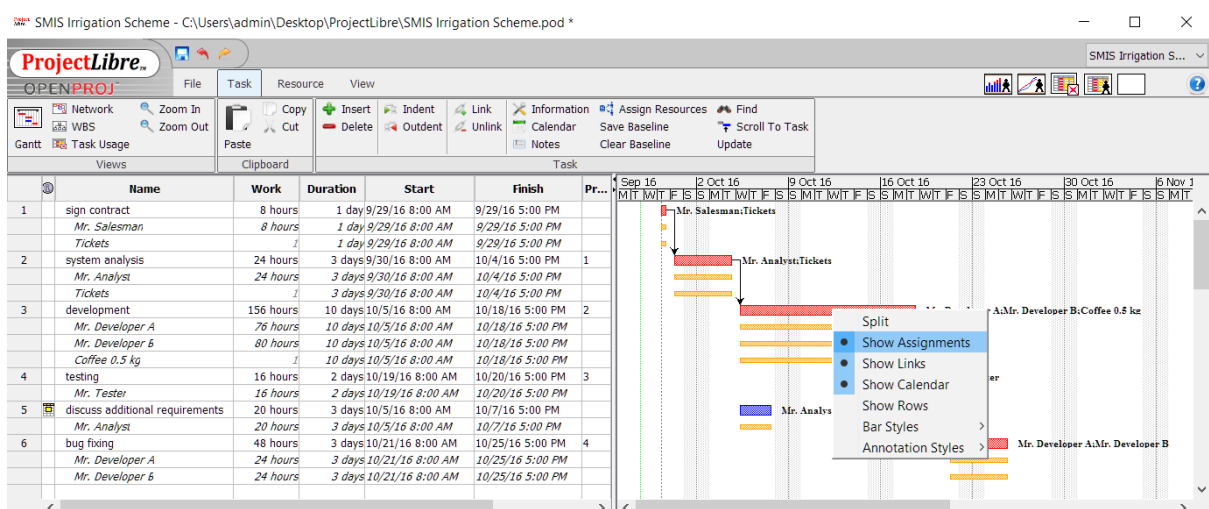 SMIS Irrigation Scheme - C:\Users\admin\Desktop\ProjectLibre\SMIS Irrigation Scheme.pod *
ProjectLibre
OPENPROJ
SMIS Irrigation S...
File Task Resource View
Network Zoom In Copy Insert Indent Link Information Assign Resources Find
WBS Zoom Out Cut Delete Outdent Unlink Calendar Save Baseline Scroll To Task
Gantt Task Usage Paste Notes Clear Baseline Update
Views Clipboard Task
Name Work Duration Start Finish Pr... Sep 16 2 Oct 16 9 Oct 16 16 Oct 16 23 Oct 16 30 Oct 16 6 Nov 1
M T W T F S S M T W T F S S M T W T F S S M T W T F S S M T W T F S S M T W T F S S M T
1 sign contract 8 hours 1 day 9/29/16 8:00 AM 9/29/16 5:00 PM Mr. Salesman;Tickets
Mr. Salesman 8 hours 1 day 9/29/16 8:00 AM 9/29/16 5:00 PM
Tickets 1 1 day 9/29/16 8:00 AM 9/29/16 5:00 PM
2 system analysis 24 hours 3 days 9/30/16 8:00 AM 10/4/16 5:00 PM 1 Mr. Analyst;Tickets
Mr. Analyst 24 hours 3 days 9/30/16 8:00 AM 10/4/16 5:00 PM
Tickets 1 3 days 9/30/16 8:00 AM 10/4/16 5:00 PM
3 development 156 hours 10 days 10/5/16 8:00 AM 10/18/16 5:00 PM 2 A;Mr. Developer B;Coffee 0.5 kg
Mr. Developer A 76 hours 10 days 10/5/16 8:00 AM 10/18/16 5:00 PM
Mr. Developer B 80 hours 10 days 10/5/16 8:00 AM 10/18/16 5:00 PM
Coffee 0.5 kg 1 10 days 10/5/16 8:00 AM 10/18/16 5:00 PM
4 testing 16 hours 2 days 10/19/16 8:00 AM 10/20/16 5:00 PM 3
Mr. Tester 16 hours 2 days 10/19/16 8:00 AM 10/20/16 5:00 PM
5 discuss additional requirements 20 hours 3 days 10/5/16 8:00 AM 10/7/16 5:00 PM Mr. Analys
Mr. Analyst 20 hours 3 days 10/5/16 8:00 AM 10/7/16 5:00 PM
6 bug fixing 48 hours 3 days 10/21/16 8:00 AM 10/25/16 5:00 PM 4 Mr. Developer A;Mr. Developer B
Mr. Developer A 24 hours 3 days 10/21/16 8:00 AM 10/25/16 5:00 PM
Mr. Developer B 24 hours 3 days 10/21/16 8:00 AM 10/25/16 5:00 PM
Split
Show Assignments
Show Links
Show Calendar
Show Rows
Bar Styles
Annotation Styles